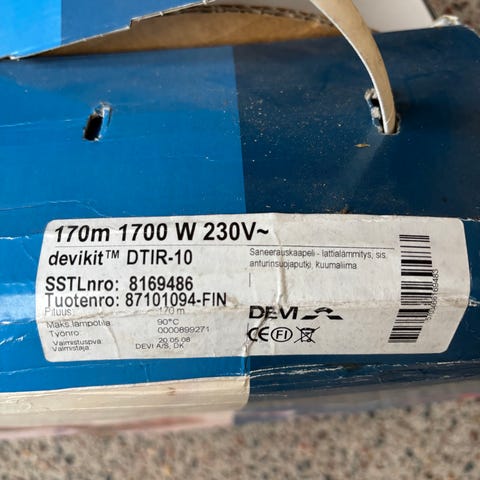 170m 1700 W 230V~
devikit™ DTIR-10
Saneerauskaapeli - lattialämmitys, sis.
anturinsuojaputki, kuumaliima
SSTLnro: 8169486
Tuotenro: 87101094-FIN
Pituus: 170 m
Maks.lämpötila 90°C
Työnro 0000899271
Valmistuspva 20 05 08
Valmistaja DEVI A/S, DK
DEVI
CE FI